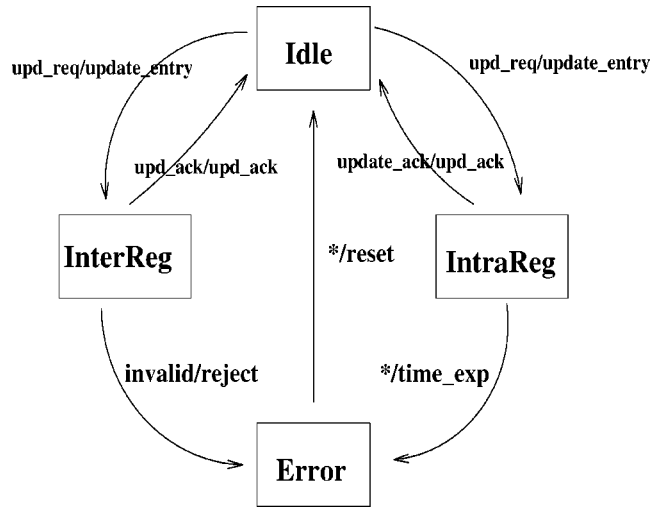 Idle
upd_req/update_entry
upd_req/update_entry
upd_ack/upd_ack
update_ack/upd_ack
InterReg
*/reset
IntraReg
invalid/reject
*/time_exp
Error